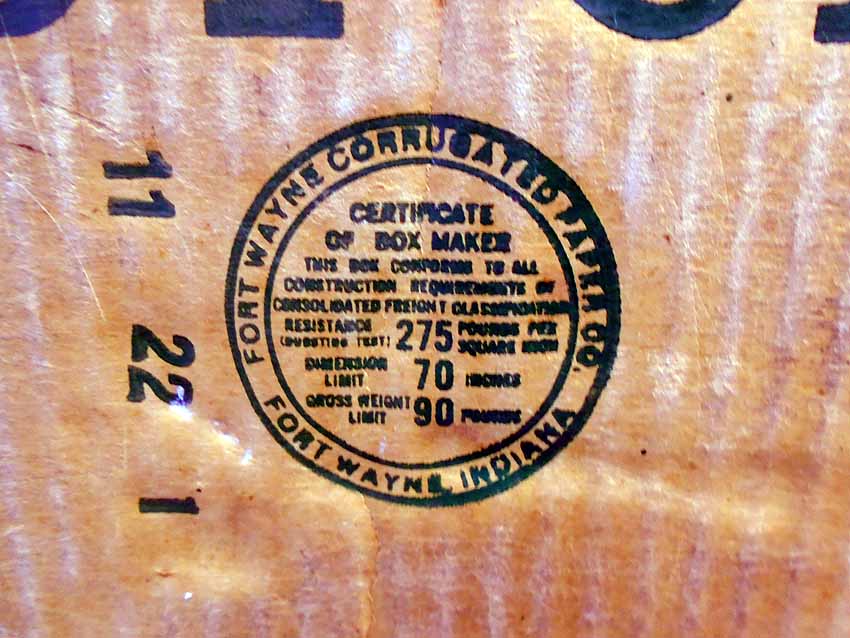 FORT WAYNE CORRUGATED PAPER CO.
CERTIFICATE
OF BOX MAKER
THIS BOX CONFORMS TO ALL
CONSTRUCTION REQUIREMENTS OF
CONSOLIDATED FREIGHT CLASSIFICATION
RESISTANCE
(BURSTING TEST)
275
POUNDS PER
SQUARE INCH
DIMENSION
LIMIT
70
INCHES
GROSS WEIGHT
LIMIT
90
POUNDS
FORT WAYNE, INDIANA
11
22
1